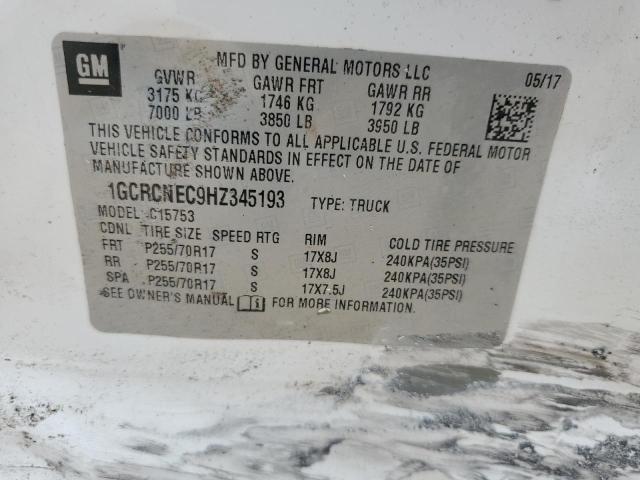 GM
MFD BY GENERAL MOTORS LLC
05/17
GVWR GAWR FRT GAWR RR
3175 KG 1746 KG 1792 KG
7000 LB 3850 LB 3950 LB
THIS VEHICLE CONFORMS TO ALL APPLICABLE U.S. FEDERAL MOTOR
VEHICLE SAFETY STANDARDS IN EFFECT ON THE DATE OF
MANUFACTURE SHOWN ABOVE.
1GCRCNEC9HZ345193 TYPE: TRUCK
MODEL: C15753
CDNL TIRE SIZE SPEED RTG RIM COLD TIRE PRESSURE
FRT P255/70R17 S 17X8J 240KPA(35PSI)
RR P255/70R17 S 17X8J 240KPA(35PSI)
SPA P255/70R17 S 17X7.5J 240KPA(35PSI)
SEE OWNER'S MANUAL FOR MORE INFORMATION.